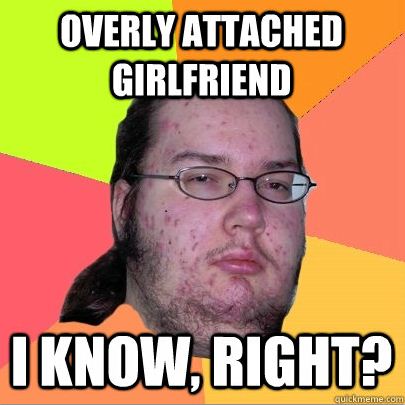 OVERLY ATTACHED
GIRLFRIEND
I KNOW, RIGHT?
quickmeme.com